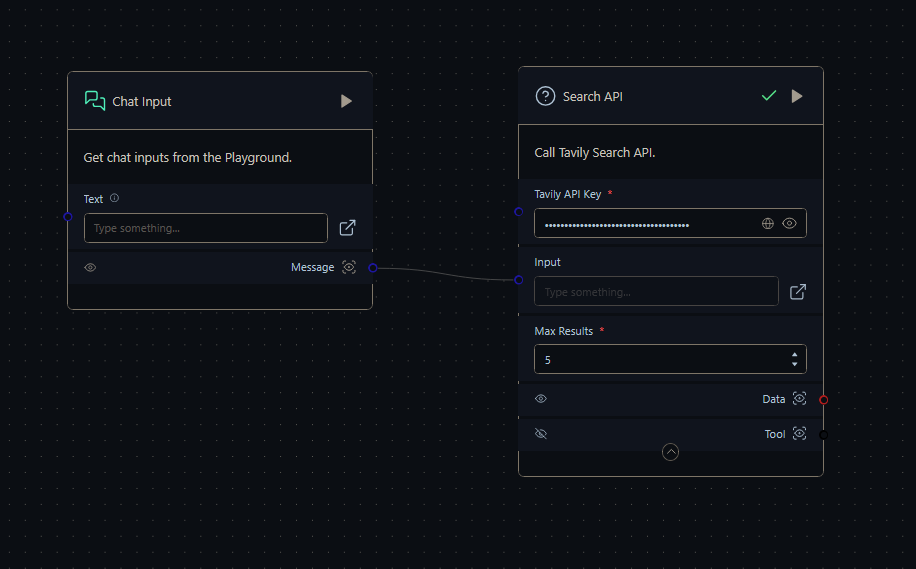 Chat Input
Get chat inputs from the Playground.
Text
Type something...
Message
Search API
Call Tavily Search API.
Tavily API Key *
••••••••••••••••••••••••••••••••••••
Input
Type something...
Max Results *
5
Data
Tool